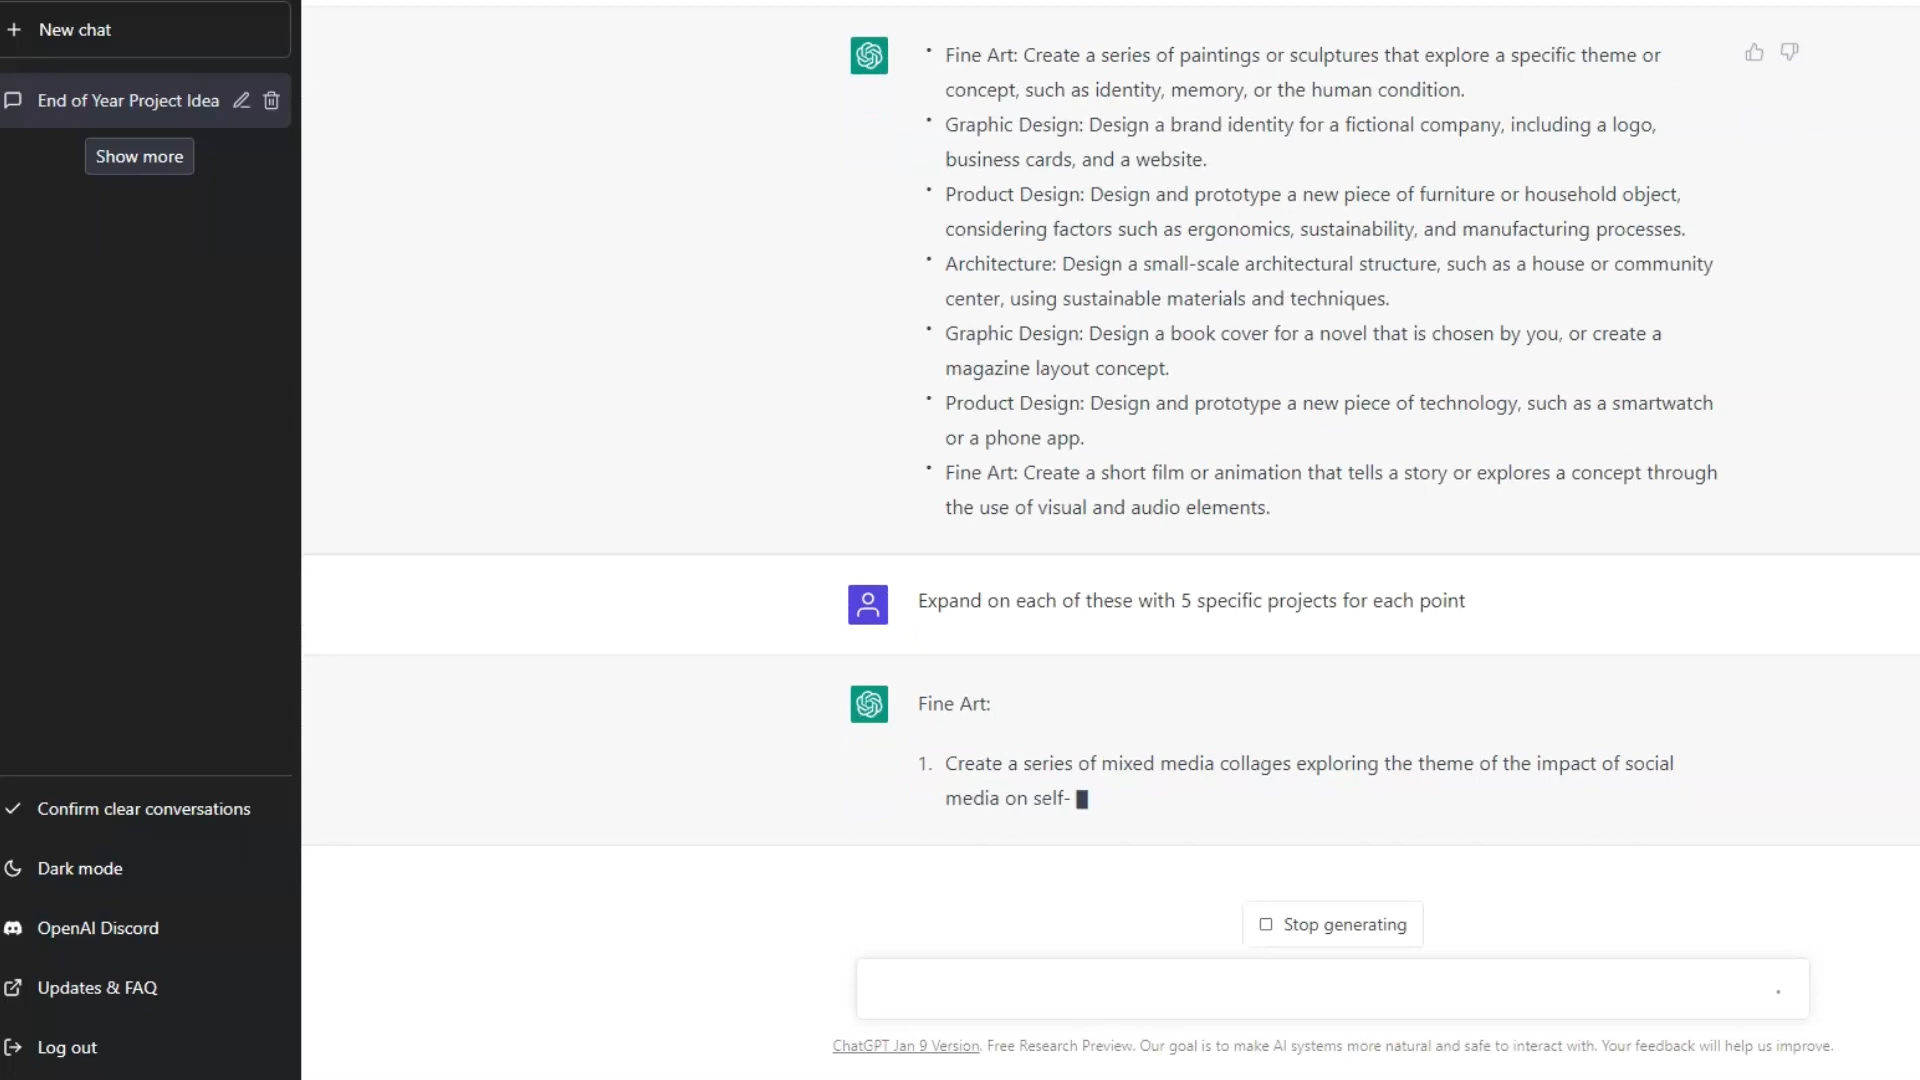 New chat
End of Year Project Idea
Show more
Confirm clear conversations
Dark mode
OpenAI Discord
Updates & FAQ
Log out
• Fine Art: Create a series of paintings or sculptures that explore a specific theme or
concept, such as identity, memory, or the human condition.
• Graphic Design: Design a brand identity for a fictional company, including a logo,
business cards, and a website.
• Product Design: Design and prototype a new piece of furniture or household object,
considering factors such as ergonomics, sustainability, and manufacturing processes.
• Architecture: Design a small-scale architectural structure, such as a house or community
center, using sustainable materials and techniques.
• Graphic Design: Design a book cover for a novel that is chosen by you, or create a
magazine layout concept.
• Product Design: Design and prototype a new piece of technology, such as a smartwatch
or a phone app.
• Fine Art: Create a short film or animation that tells a story or explores a concept through
the use of visual and audio elements.
Expand on each of these with 5 specific projects for each point
Fine Art:
1. Create a series of mixed media collages exploring the theme of the impact of social
media on self-
Stop generating
ChatGPT Jan 9 Version. Free Research Preview. Our goal is to make AI systems more natural and safe to interact with. Your feedback will help us improve.